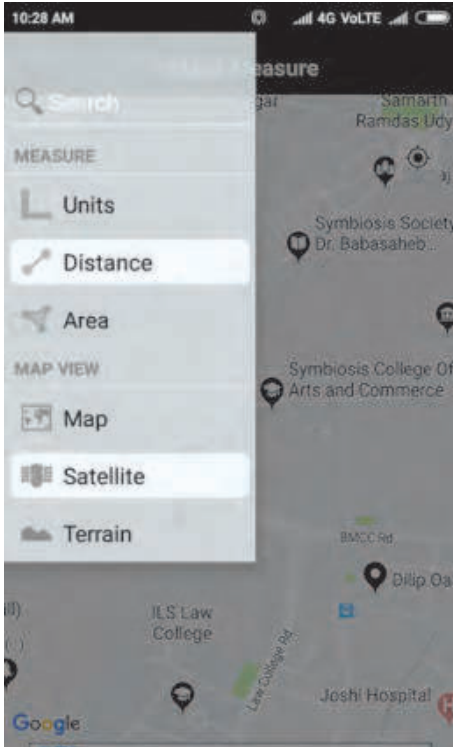 10:28 AM
4G VoLTE
Measure
Search
MEASURE
Units
Distance
Area
MAP VIEW
Map
Satellite
Terrain
Samarth
Ramdas Udy
Symbiosis Society
Dr. Babasaheb...
Symbiosis College Of
Arts and Commerce
BMCC Rd
Dilip Oa
ILS Law
College
Law College Rd
Joshi Hospital
H
Google